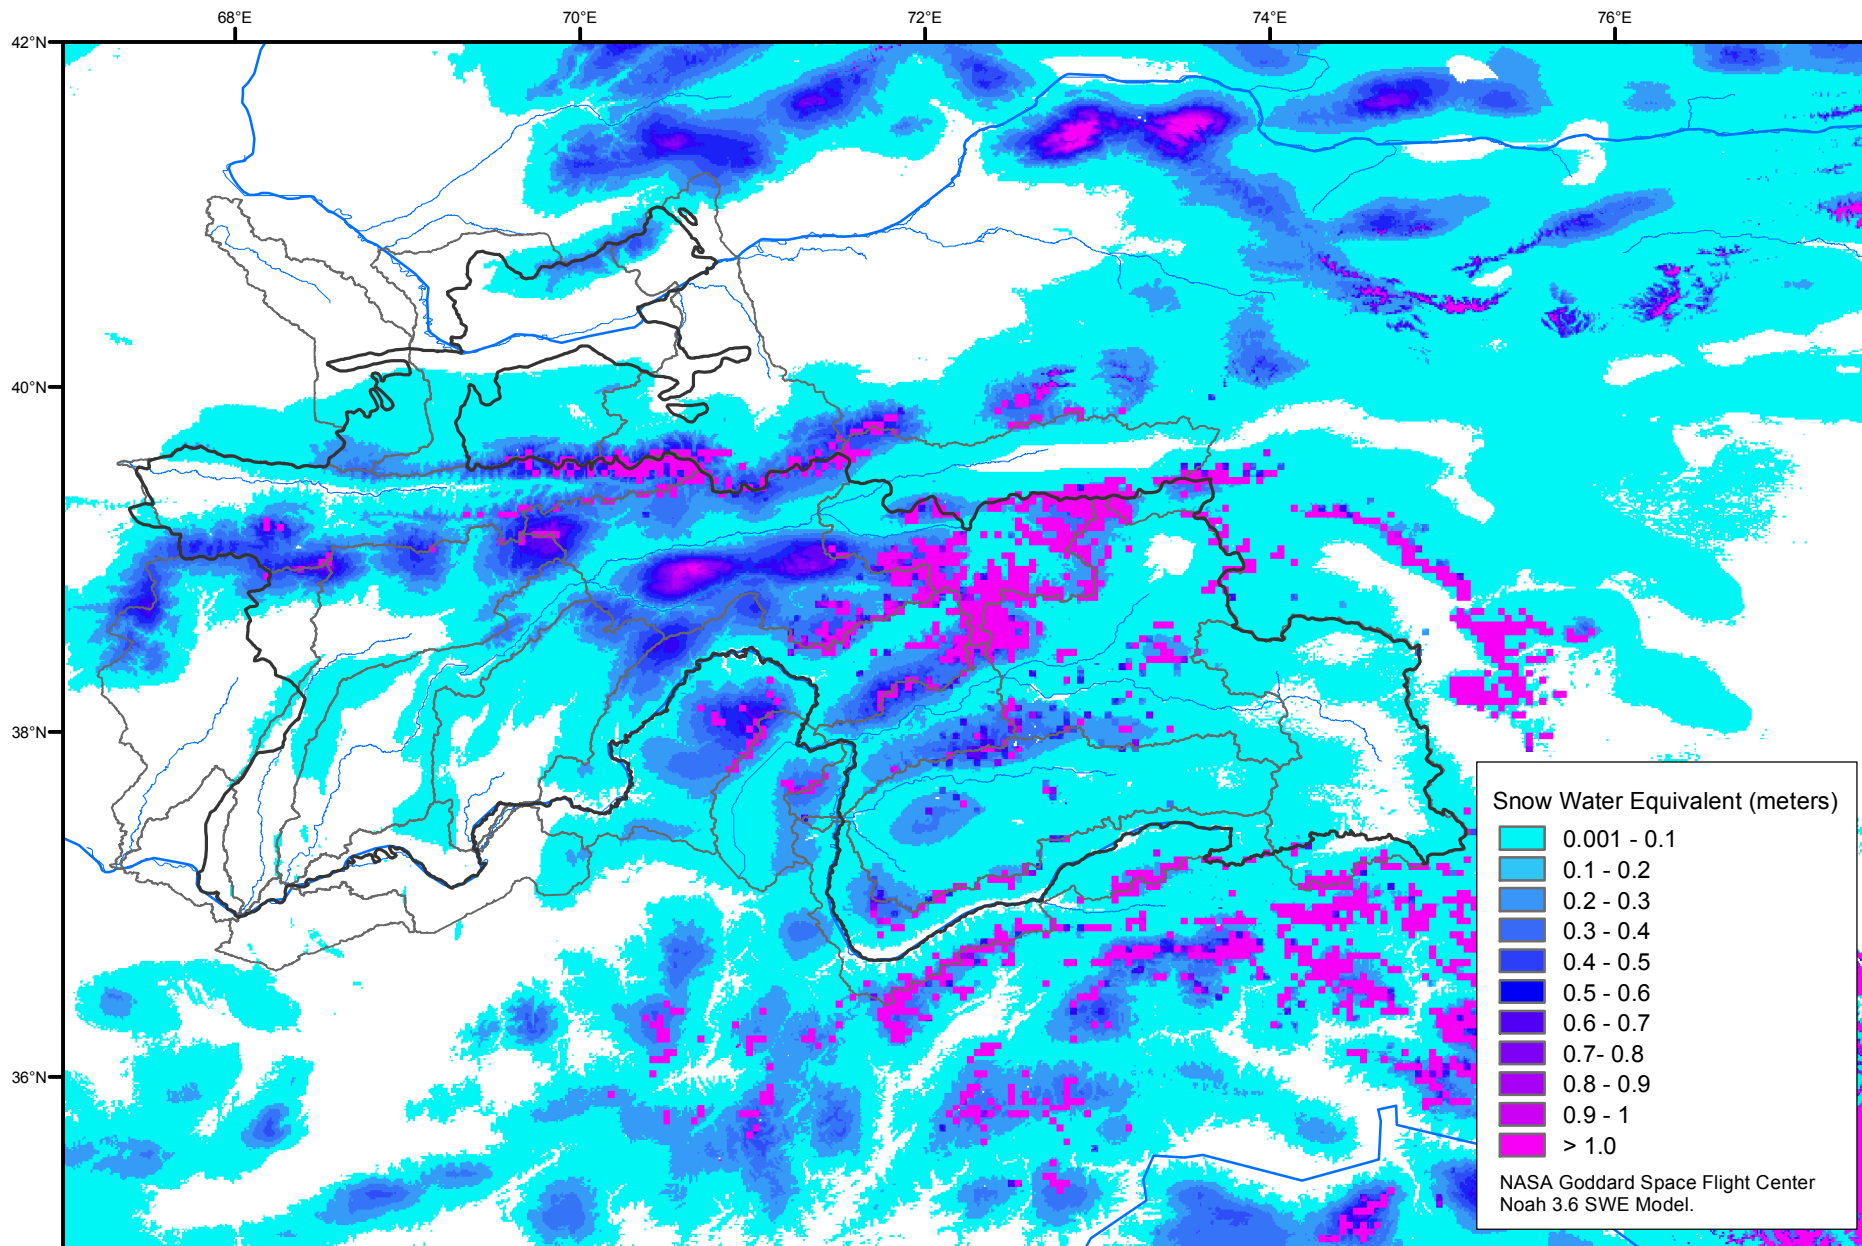 68°E 70°E 72°E 74°E 76°E
42°N
40°N
38°N
36°N
Snow Water Equivalent (meters)
0.001 - 0.1
0.1 - 0.2
0.2 - 0.3
0.3 - 0.4
0.4 - 0.5
0.5 - 0.6
0.6 - 0.7
0.7- 0.8
0.8 - 0.9
0.9 - 1
> 1.0
NASA Goddard Space Flight Center
Noah 3.6 SWE Model.